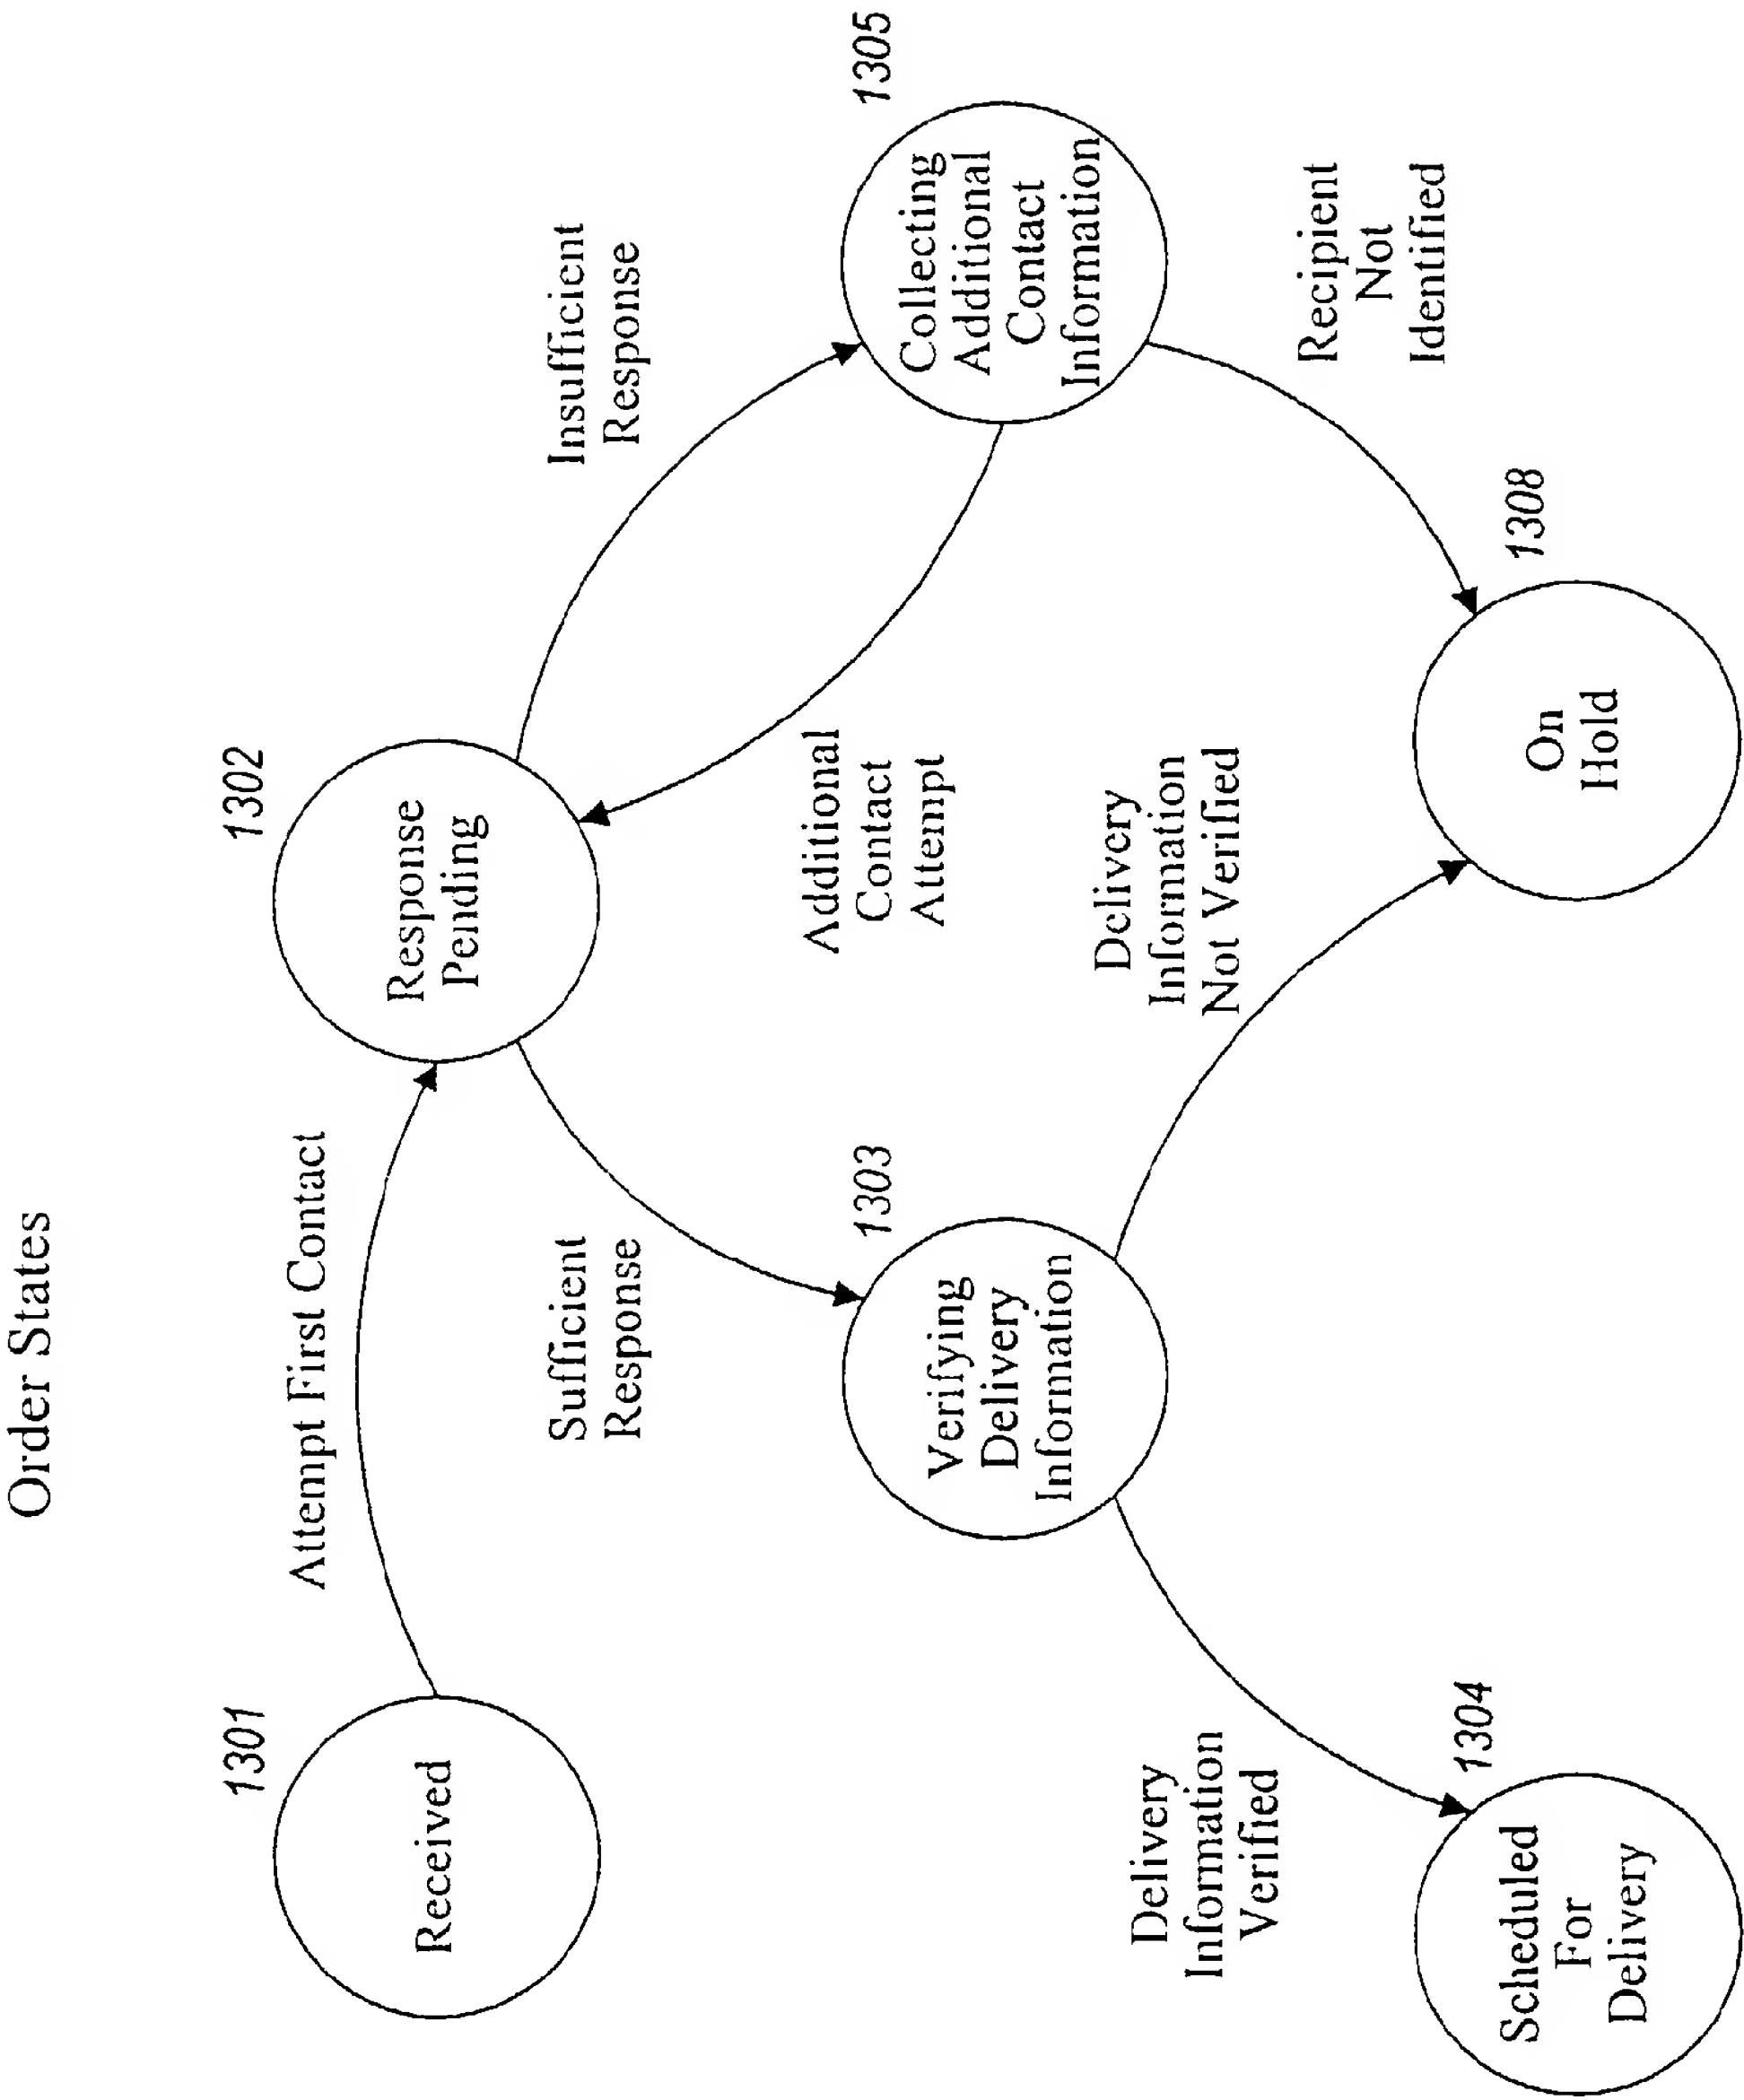 Order States
1301
Received
Attempt First Contact
1302
Response
Pending
Insufficient
Response
Sufficient
Response
1305
Collecting
Additional
Contact
Information
Additional
Contact
Attempt
1303
Verifying
Delivery
Information
Delivery
Information
Not Verified
Recipient
Not
Identified
Delivery
Information
Verified
1304
Scheduled
For
Delivery
1308
On
Hold